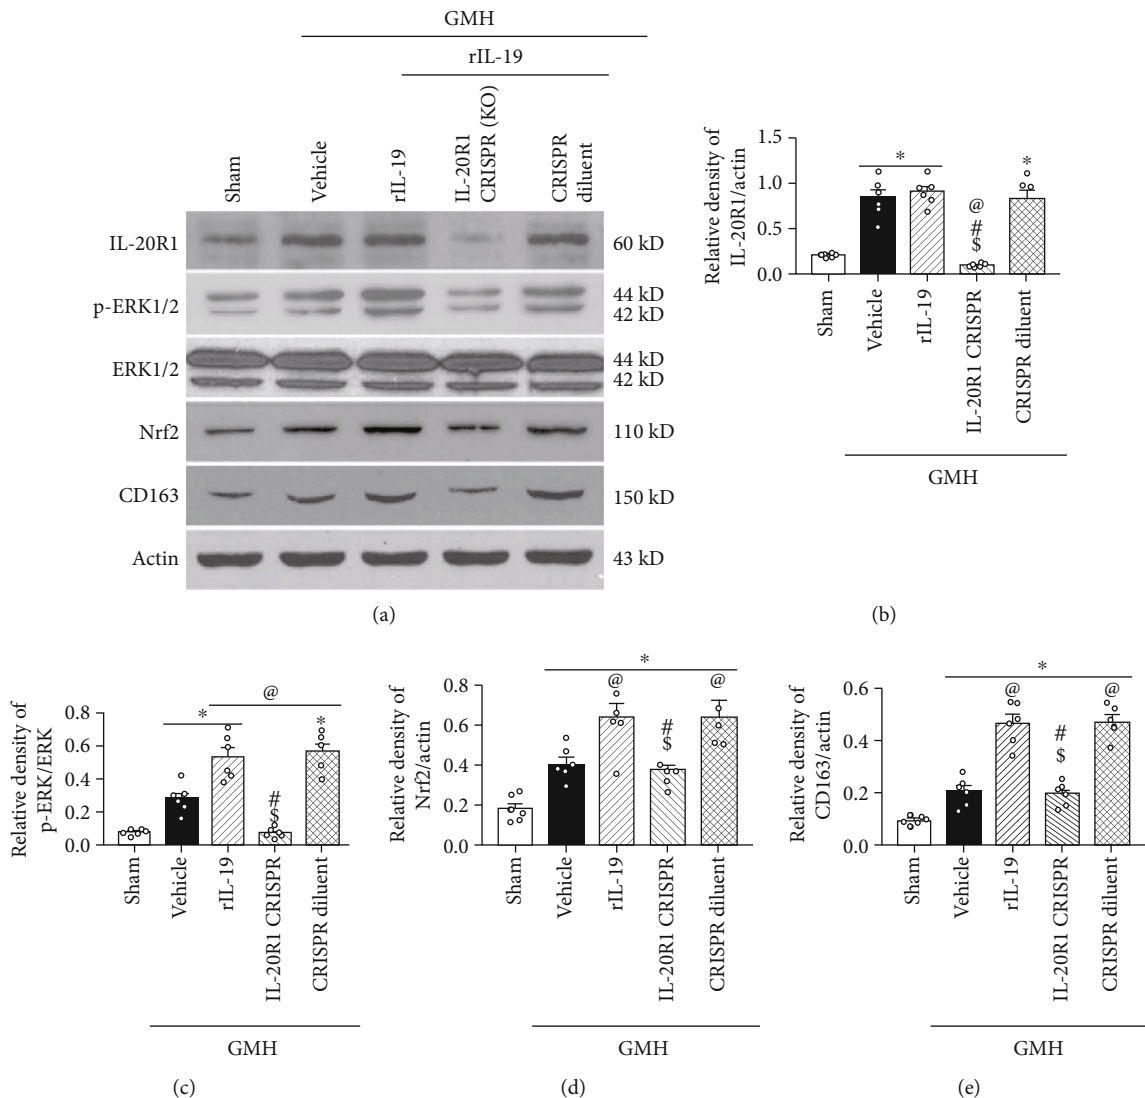 GMH
rIL-19
Sham
Vehicle
rIL-19
IL-20R1
CRISPR (KO)
CRISPR
diluent
IL-20R1
60 kD
p-ERK1/2
44 kD
42 kD
ERK1/2
44 kD
42 kD
Nrf2
110 kD
CD163
150 kD
Actin
43 kD
(a)
Relative density of
IL-20R1/actin
1.5
1.0
0.5
0.0
*
@
#
$
*
Sham
Vehicle
rIL-19
IL-20R1 CRISPR
CRISPR diluent
GMH
(b)
Relative density of
p-ERK/ERK
0.8
0.6
0.4
0.2
0.0
@
*
#
$
*
Sham
Vehicle
rIL-19
IL-20R1 CRISPR
CRISPR diluent
GMH
(c)
Relative density of
Nrf2/actin
0.8
0.6
0.4
0.2
0.0
*
@
#
$
@
Sham
Vehicle
rIL-19
IL-20R1 CRISPR
CRISPR diluent
GMH
(d)
Relative density of
CD163/actin
0.6
0.4
0.2
0.0
*
@
#
$
@
Sham
Vehicle
rIL-19
IL-20R1 CRISPR
CRISPR diluent
GMH
(e)